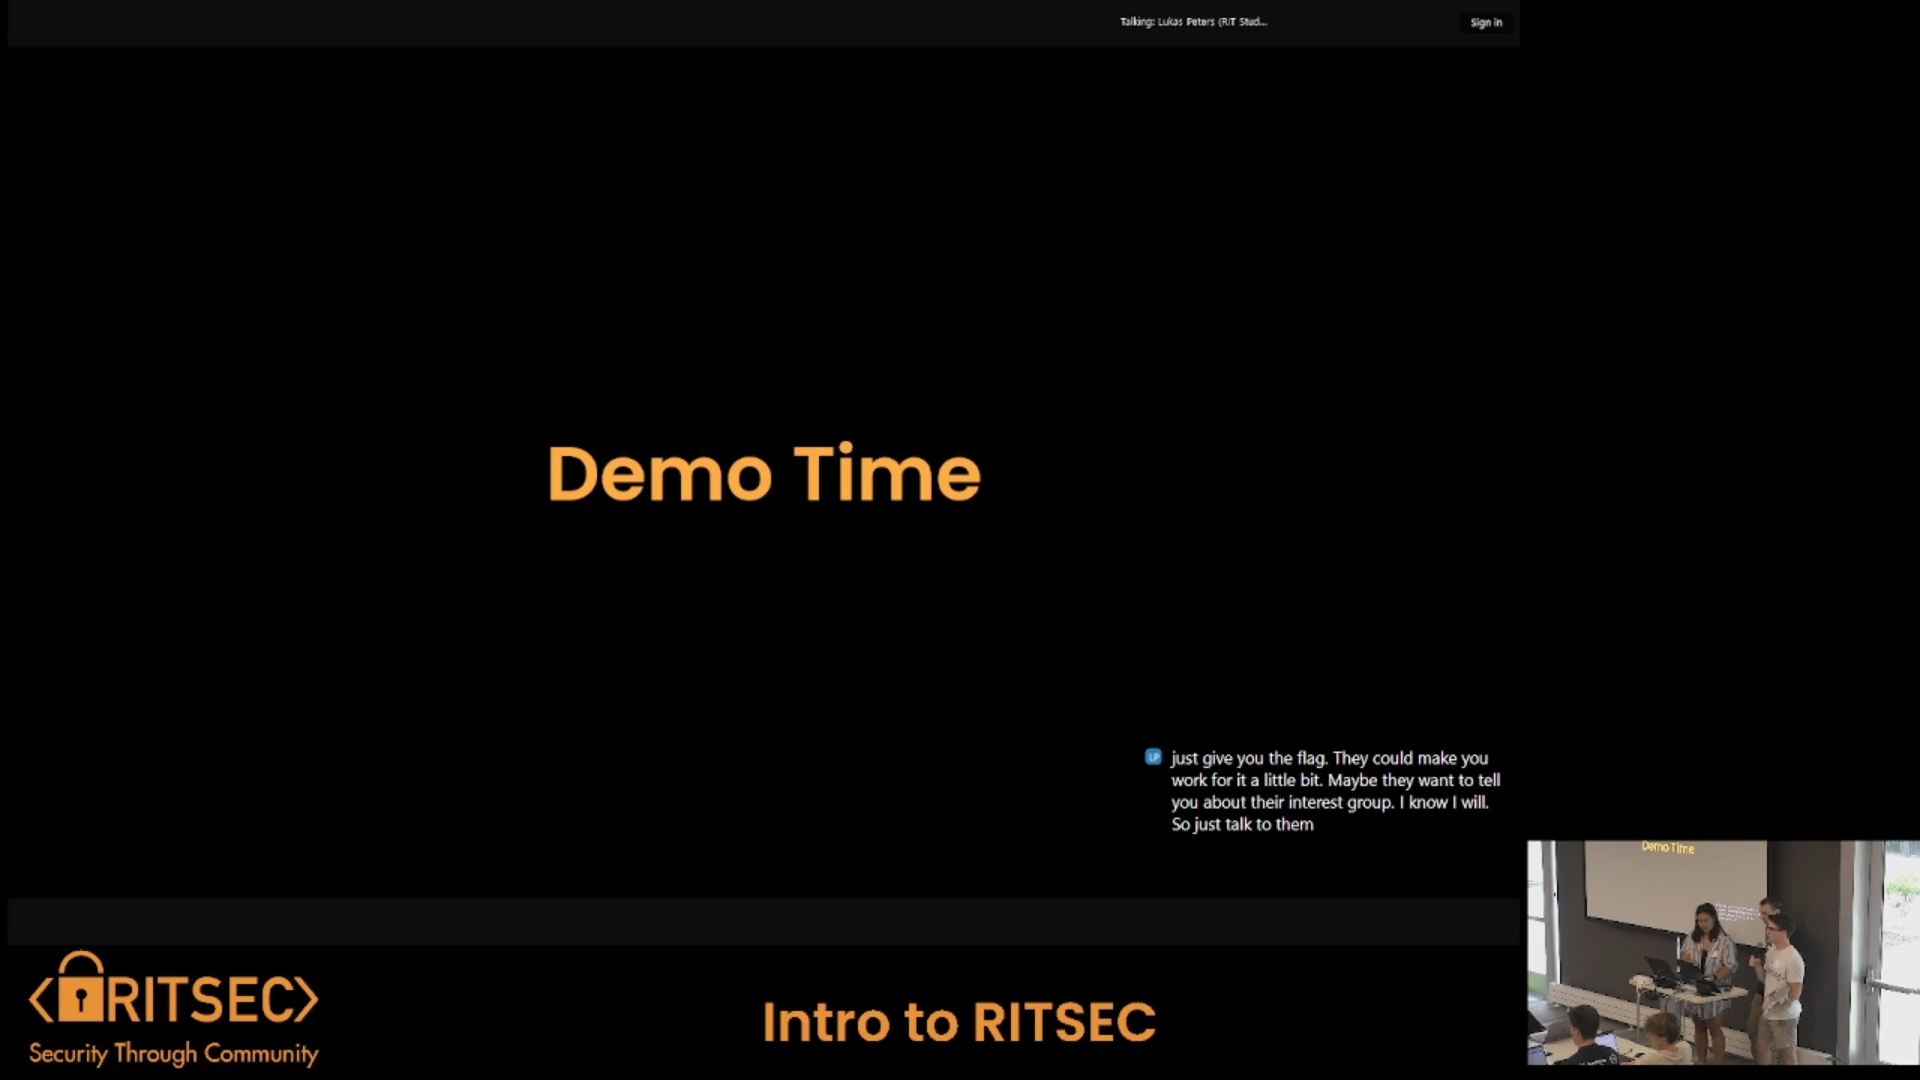 Talking: Lukas Peters (RIT Stud...
Sign in
Demo Time
LP
just give you the flag. They could make you
work for it a little bit. Maybe they want to tell
you about their interest group. I know I will.
So just talk to them
Demo Time
<RITSEC>
Security Through Community
Intro to RITSEC